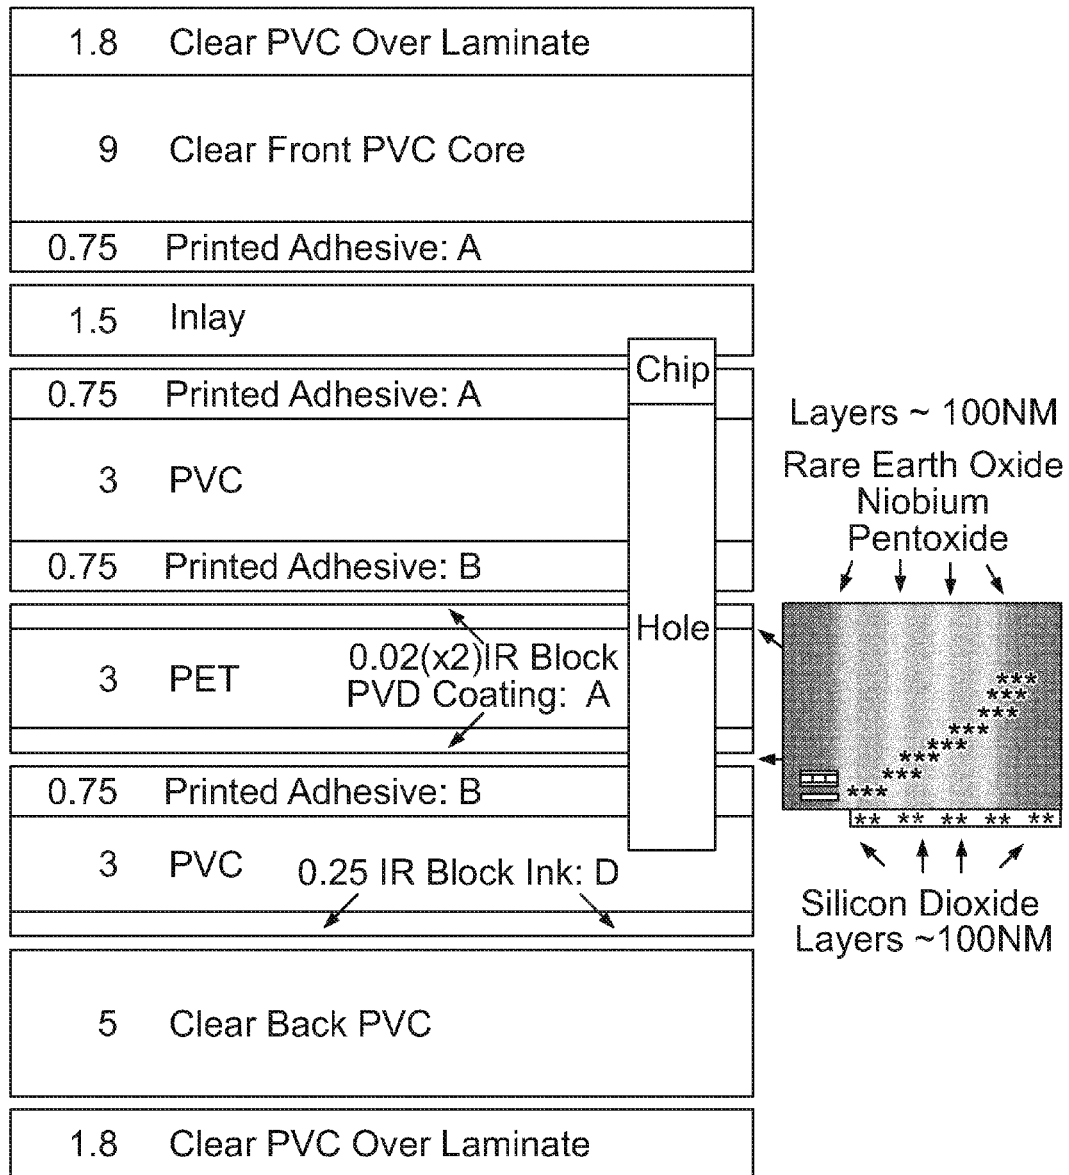 1.8 Clear PVC Over Laminate
9 Clear Front PVC Core
0.75 Printed Adhesive: A
1.5 Inlay
Chip
0.75 Printed Adhesive: A
3 PVC
0.75 Printed Adhesive: B
Hole
0.02(x2)IR Block
3 PET
PVD Coating: A
0.75 Printed Adhesive: B
3 PVC
0.25 IR Block Ink: D
5 Clear Back PVC
1.8 Clear PVC Over Laminate
Layers ~ 100NM
Rare Earth Oxide
Niobium
Pentoxide
***
***
***
***
***
***
***
***
** ** ** ** **
Silicon Dioxide
Layers ~100NM